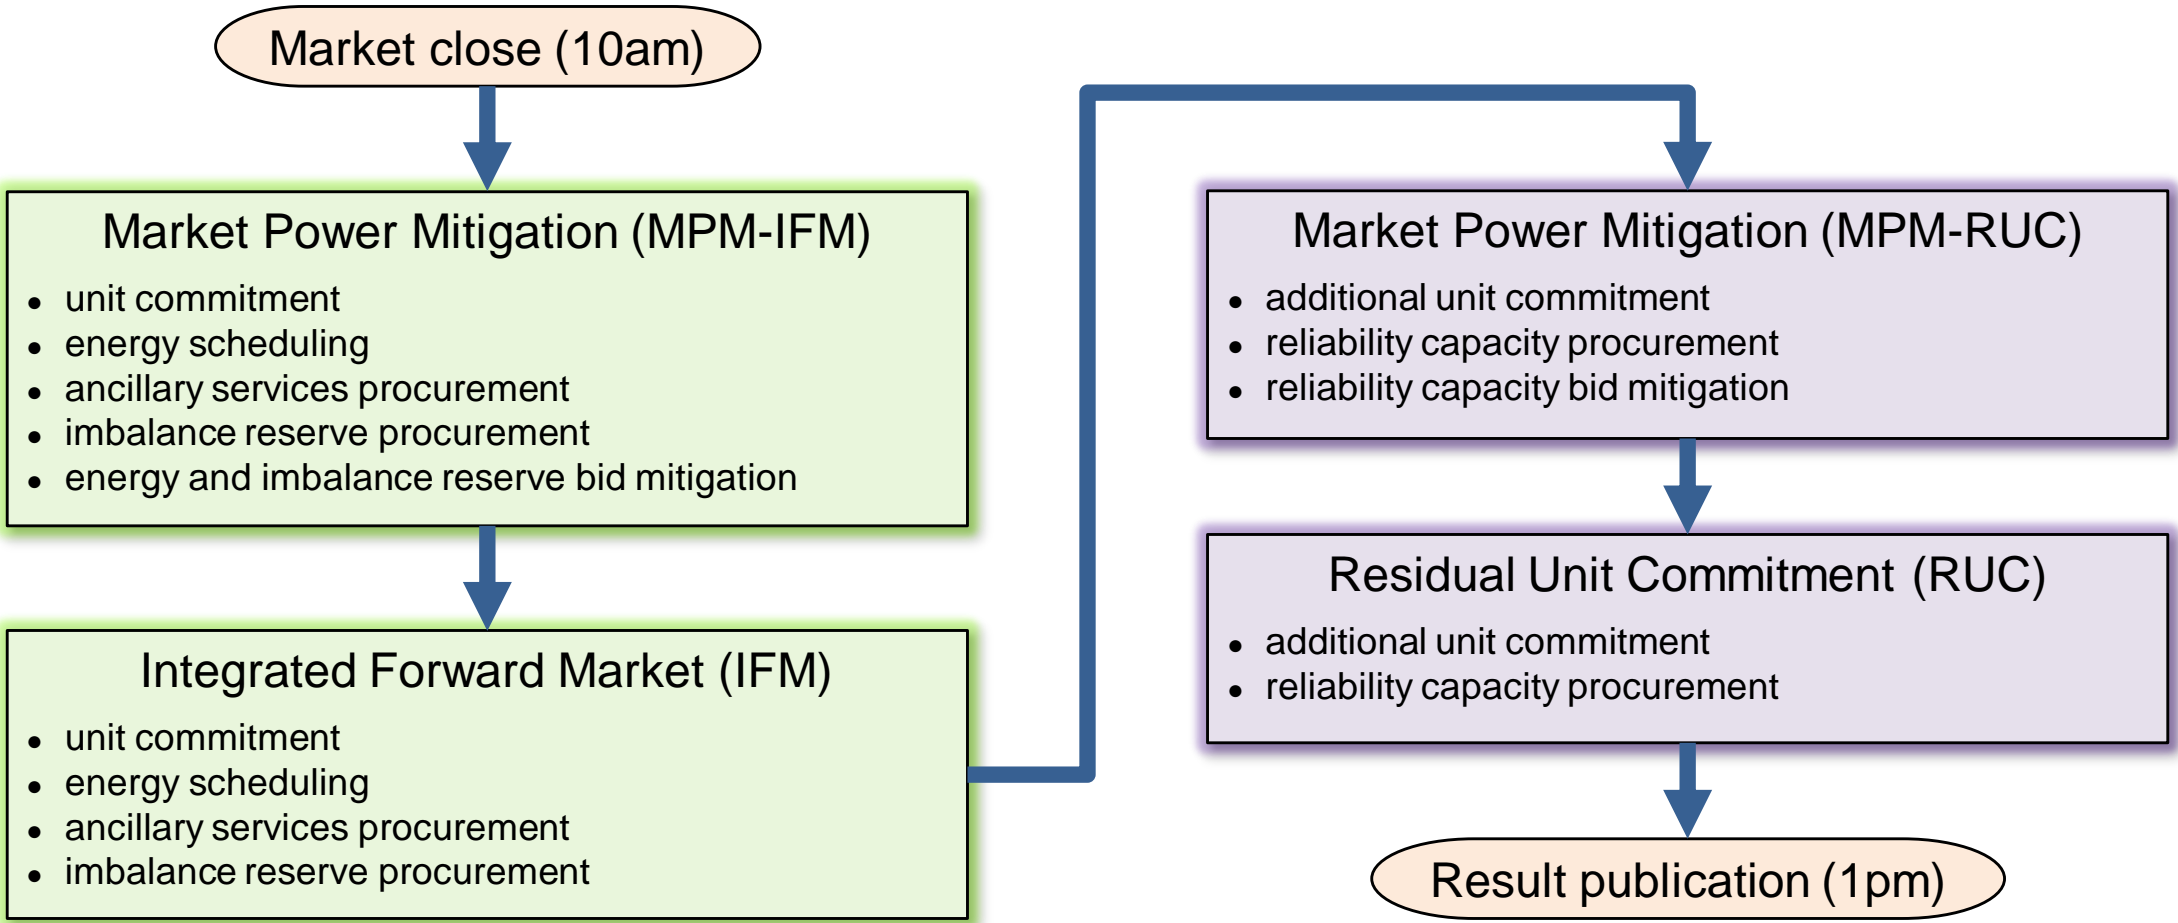 Market close (10am)
Market Power Mitigation (MPM-IFM)
● unit commitment
● energy scheduling
● ancillary services procurement
● imbalance reserve procurement
● energy and imbalance reserve bid mitigation
Integrated Forward Market (IFM)
● unit commitment
● energy scheduling
● ancillary services procurement
● imbalance reserve procurement
Market Power Mitigation (MPM-RUC)
● additional unit commitment
● reliability capacity procurement
● reliability capacity bid mitigation
Residual Unit Commitment (RUC)
● additional unit commitment
● reliability capacity procurement
Result publication (1pm)